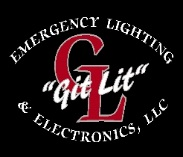 EMERGENCY LIGHTING
GL
"Git Lit"
& ELECTRONICS, LLC